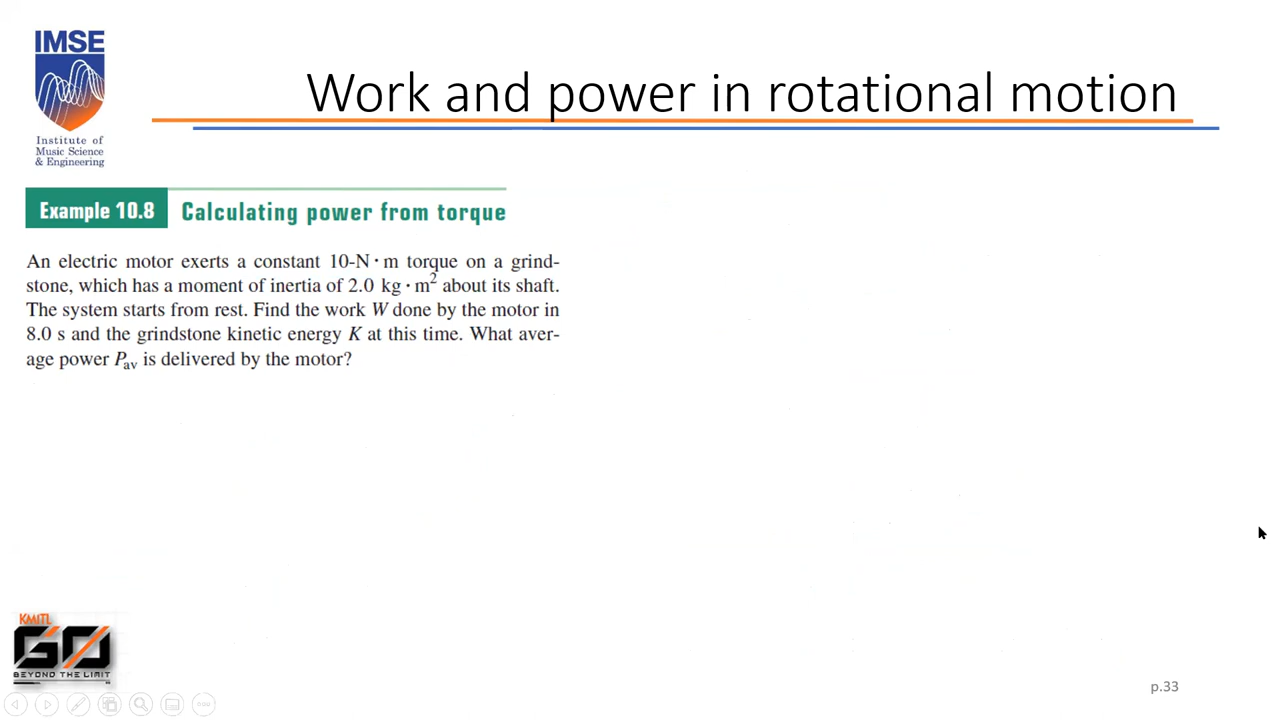 IMSE
Institute of
Music Science
& Engineering
Work and power in rotational motion
Example 10.8 Calculating power from torque
An electric motor exerts a constant 10-N · m torque on a grind-
stone, which has a moment of inertia of 2.0 kg · m² about its shaft.
The system starts from rest. Find the work W done by the motor in
8.0 s and the grindstone kinetic energy K at this time. What aver-
age power Pav is delivered by the motor?
KMITL
GO
BEYOND THE LIMIT
p.33